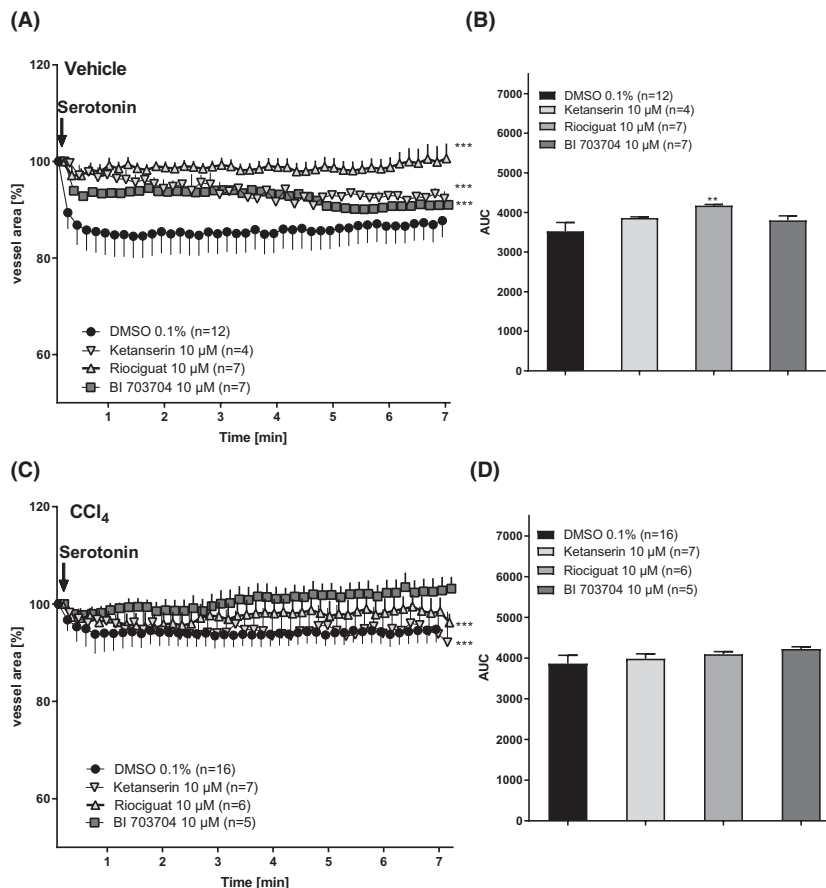 (A)
Vehicle
Serotonin
120
100
80
60
vessel area [%]
*** 
***
***
DMSO 0.1% (n=12)
Ketanserin 10 µM (n=4)
Riociguat 10 µM (n=7)
BI 703704 10 µM (n=7)
1 2 3 4 5 6 7
Time [min]
(B)
DMSO 0.1% (n=12)
Ketanserin 10 µM (n=4)
Riociguat 10 µM (n=7)
BI 703704 10 µM (n=7)
7000
6000
5000
4000
3000
2000
1000
0
AUC
**
(C)
CCl4
Serotonin
120
100
80
60
vessel area [%]
***
***
DMSO 0.1% (n=16)
Ketanserin 10 µM (n=7)
Riociguat 10 µM (n=6)
BI 703704 10 µM (n=5)
1 2 3 4 5 6 7
Time [min]
(D)
DMSO 0.1% (n=16)
Ketanserin 10 µM (n=7)
Riociguat 10 µM (n=6)
BI 703704 10 µM (n=5)
7000
6000
5000
4000
3000
2000
1000
0
AUC